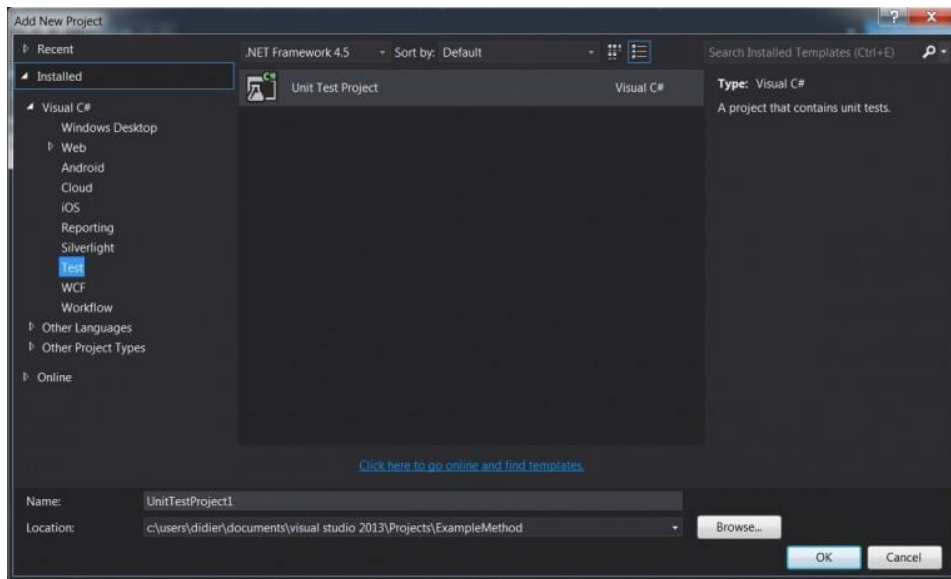 Add New Project
Recent
.NET Framework 4.5
Sort by: Default
Search Installed Templates (Ctrl+E)
Installed
Visual C#
Windows Desktop
Web
Android
Cloud
iOS
Reporting
Silverlight
Test
WCF
Workflow
Other Languages
Other Project Types
Online
C#
Unit Test Project
Visual C#
Type: Visual C#
A project that contains unit tests.
Click here to go online and find templates.
Name:
UnitTestProject1
Location:
c:\users\didier\documents\visual studio 2013\Projects\ExampleMethod
Browse...
OK
Cancel